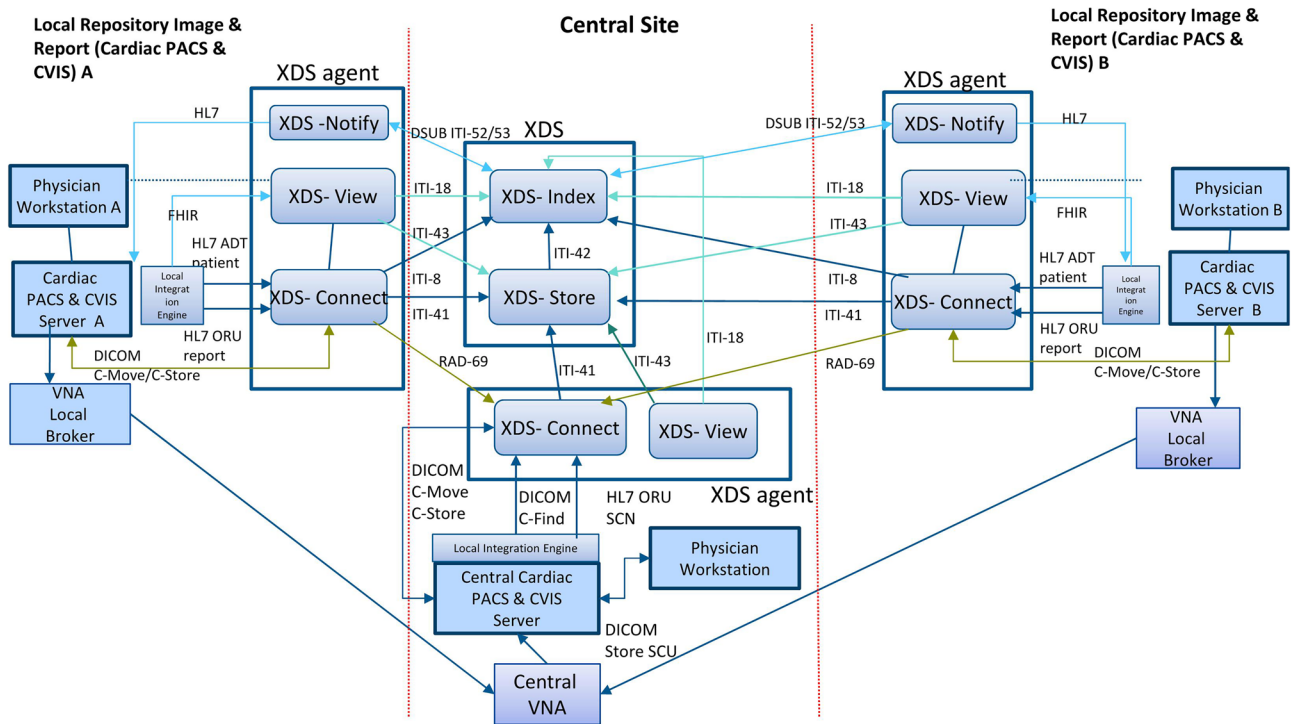 Local Repository Image &
Report (Cardiac PACS &
CVIS) A
Central Site
Local Repository Image &
Report (Cardiac PACS &
CVIS) B
XDS agent
HL7
XDS -Notify
DSUB ITI-52/53
XDS
DSUB ITI-52/53
XDS agent
XDS- Notify
HL7
Physician
Workstation A
XDS- View
ITI-18
XDS- Index
ITI-18
XDS- View
Physician
Workstation B
FHIR
ITI-43
ITI-43
FHIR
HL7 ADT
patient
ITI-42
HL7 ADT
patient
Cardiac
PACS & CVIS
Server A
Local
Integrat
ion Engine
XDS- Connect
ITI-8
ITI-41
XDS- Store
ITI-8
ITI-41
XDS- Connect
Local
Integrat
ion Engine
Cardiac
PACS & CVIS
Server B
HL7 ORU
report
HL7 ORU
report
DICOM
C-Move/C-Store
RAD-69
ITI-41
ITI-43
ITI-18
RAD-69
DICOM
C-Move/C-Store
VNA
Local
Broker
XDS- Connect
XDS- View
VNA
Local
Broker
XDS agent
DICOM
C-Move
C-Store
DICOM
C-Find
HL7 ORU
SCN
Local Integration Engine
Physician
Workstation
Central Cardiac
PACS & CVIS
Server
DICOM
Store SCU
Central
VNA